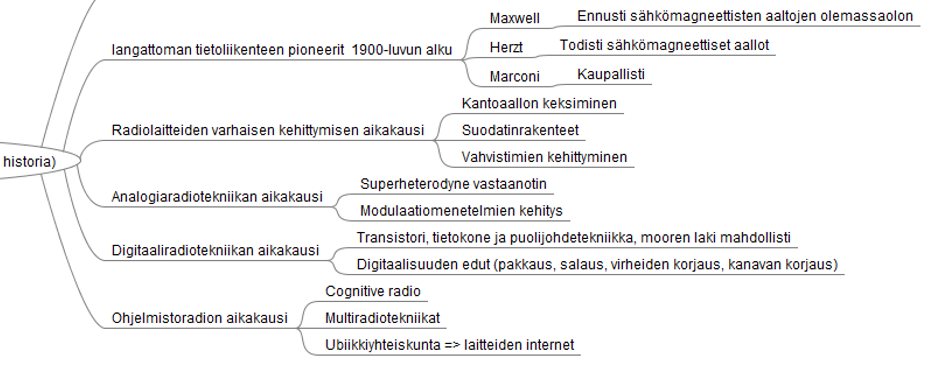 historia)
langattoman tietoliikenteen pioneerit 1900-luvun alku
Maxwell
Ennusti sähkömagneettisten aaltojen olemassaolon
Herzt
Todisti sähkömagneettiset aallot
Marconi
Kaupallisti
Radiolaitteiden varhaisen kehittymisen aikakausi
Kantoaallon keksiminen
Suodatinrakenteet
Vahvistimien kehittyminen
Analogiaradiotekniikan aikakausi
Superheterodyne vastaanotin
Modulaatiomenetelmien kehitys
Digitaaliradiotekniikan aikakausi
Transistori, tietokone ja puolijohdetekniikka, mooren laki mahdollisti
Digitaalisuuden edut (pakkaus, salaus, virheiden korjaus, kanavan korjaus)
Ohjelmistoradion aikakausi
Cognitive radio
Multiradiotekniikat
Ubiikkiyhteiskunta => laitteiden internet